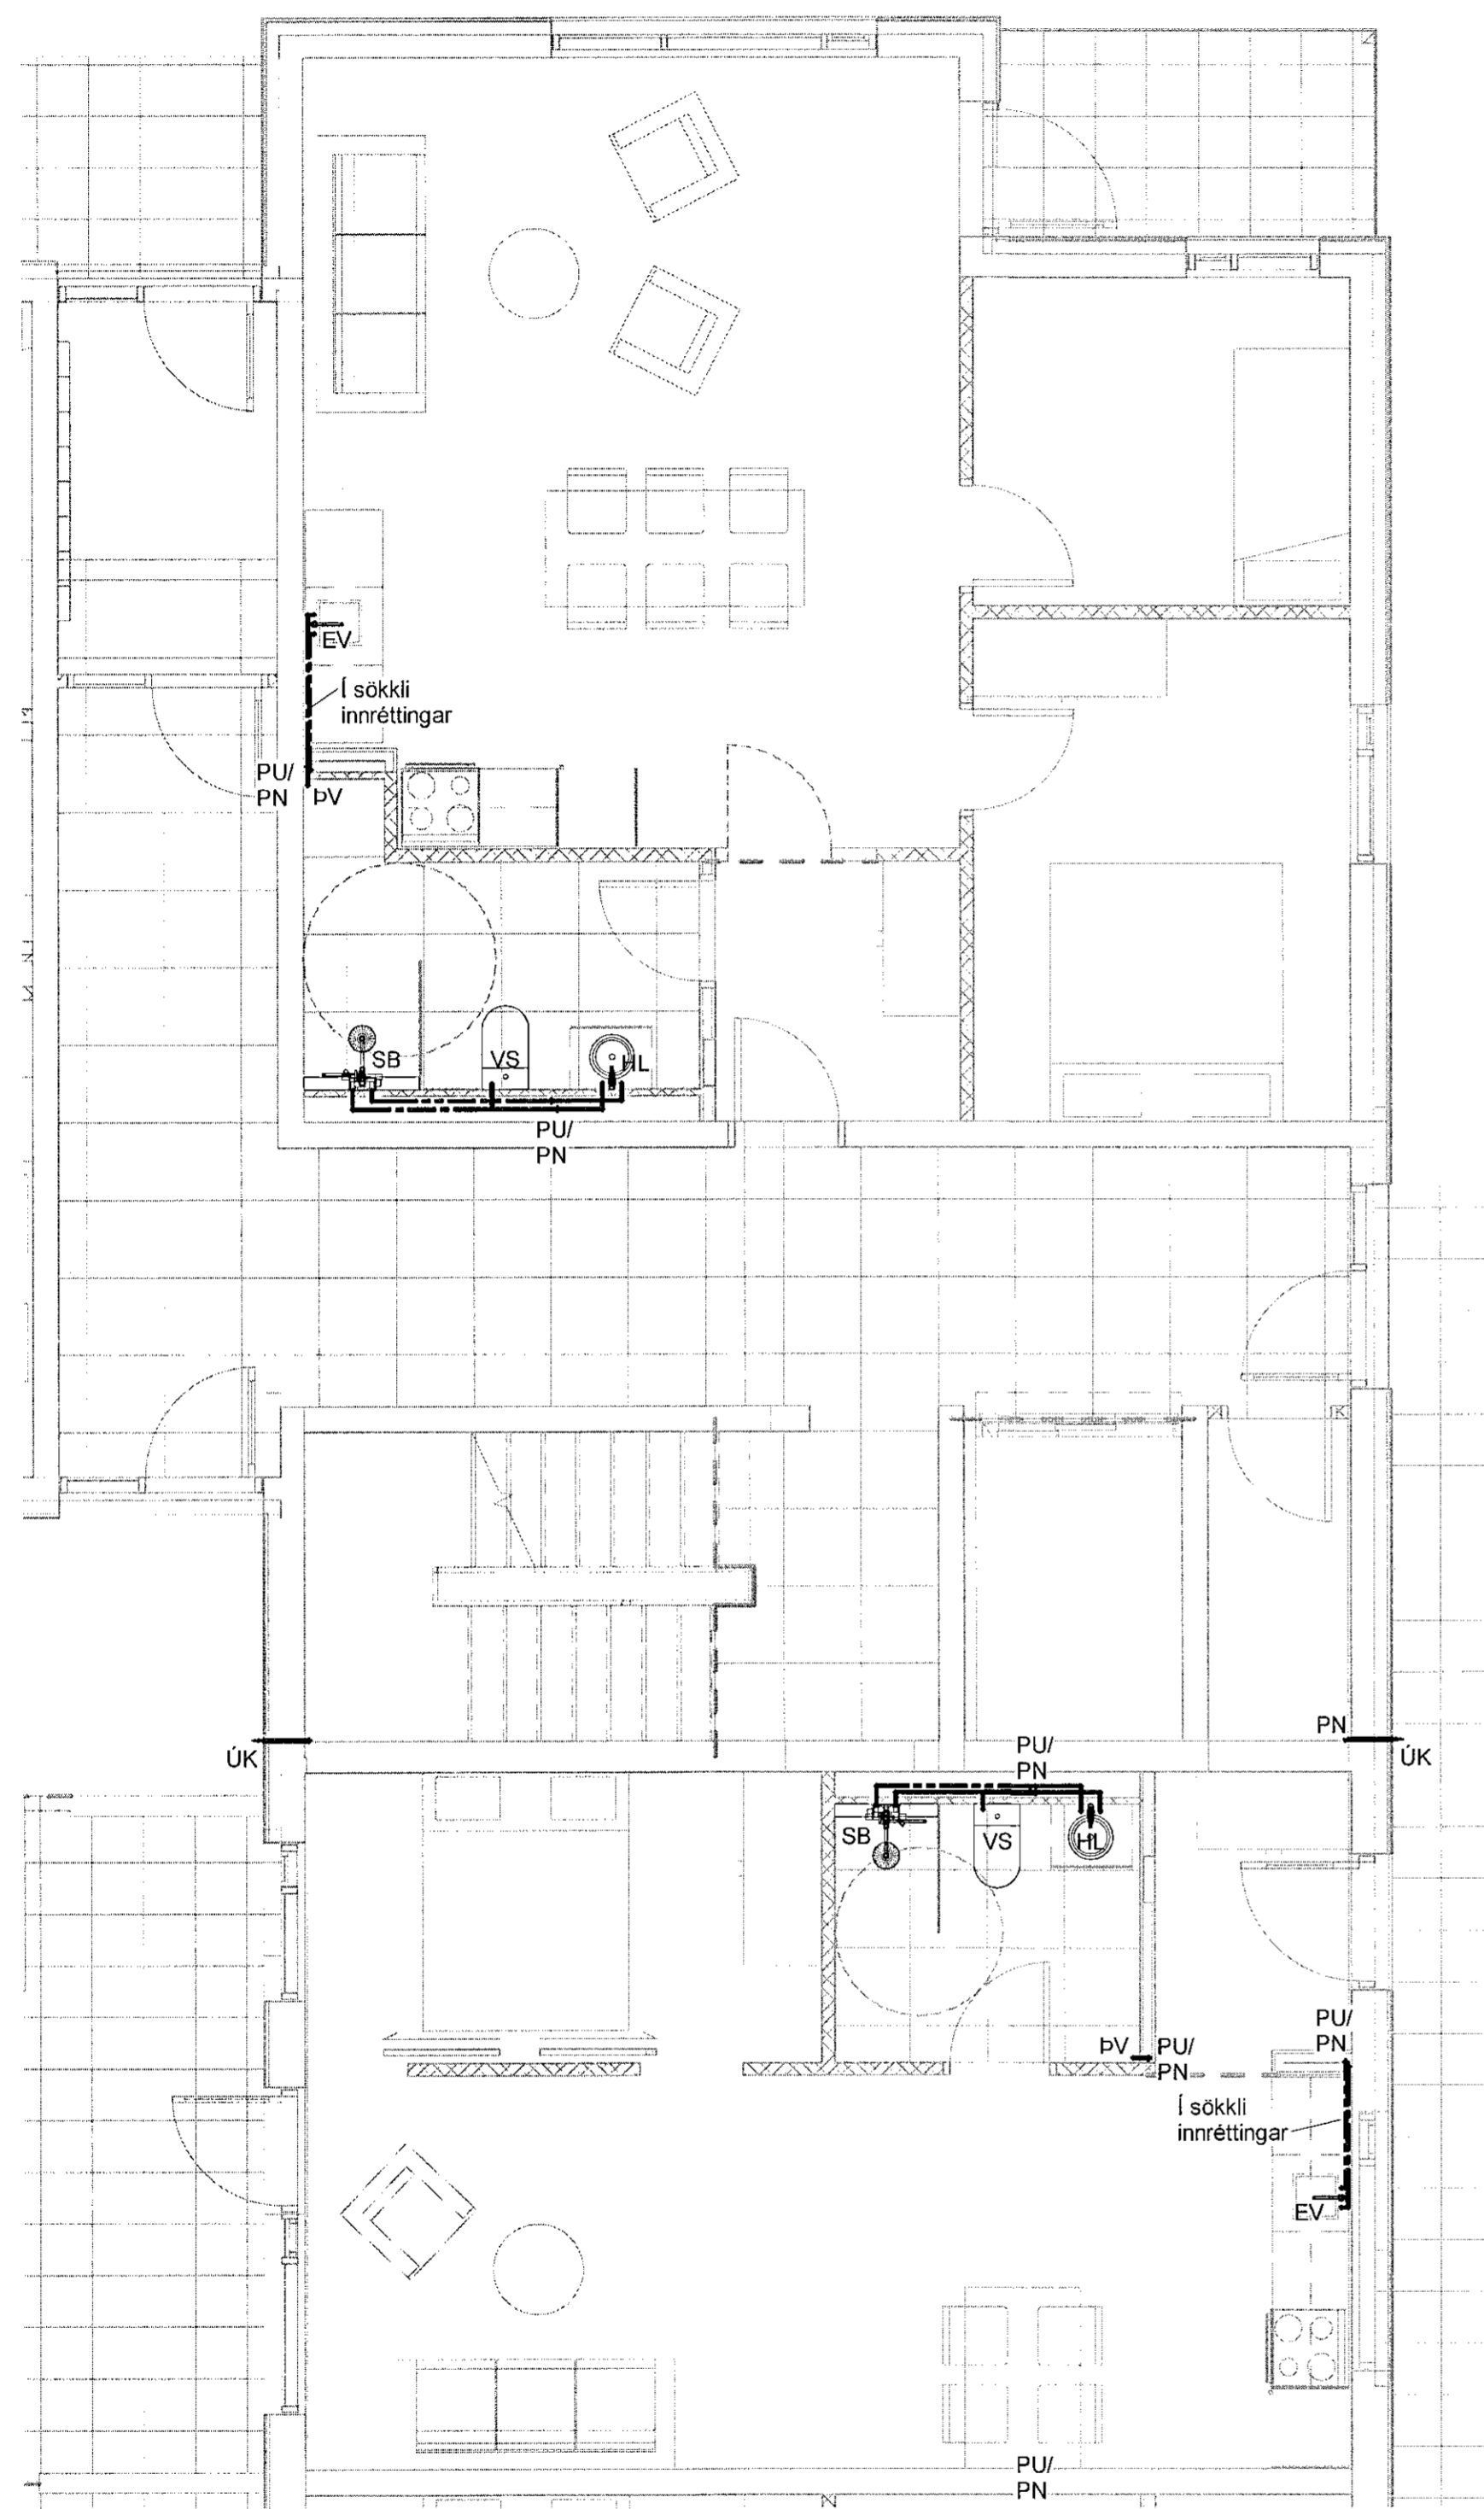 EV
Í sökkli
innréttingar
PU/
PN
ÞV
SB
VS
HL
PU/
PN
ÚK
PN
ÚK
PU/
PN
SB
VS
HL
PU/
PN
ÞV
PU/
PN
Í sökkli
innréttingar
EV
PU/
PN